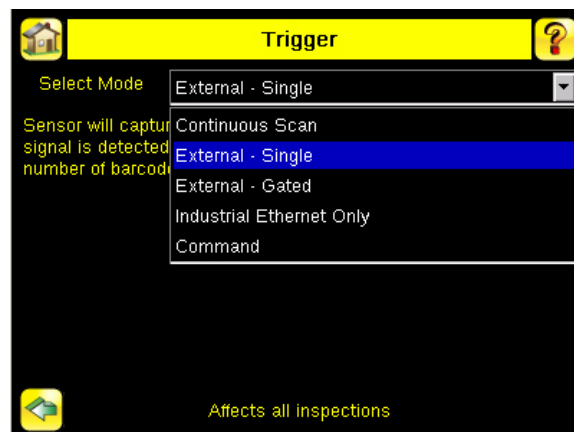 Trigger
?
Select Mode
External - Single
Sensor will captur
signal is detected
number of barcod
Continuous Scan
External - Single
External - Gated
Industrial Ethernet Only
Command
Affects all inspections